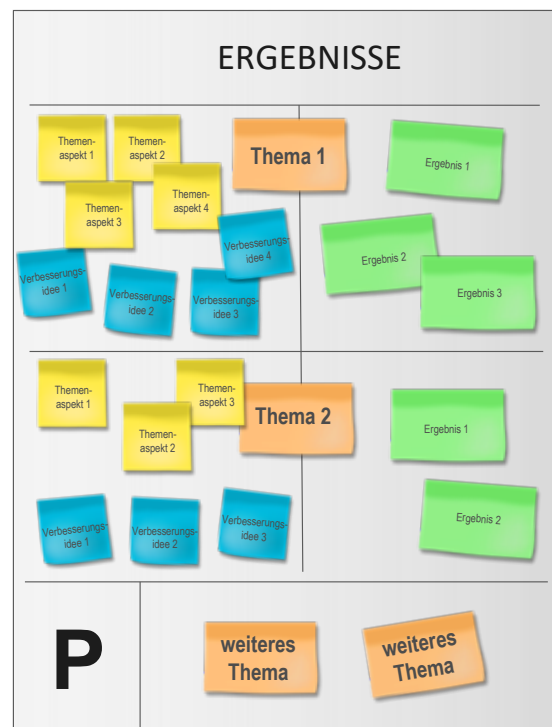 ERGEBNISSE
Themen-
aspekt 1
Themen-
aspekt 2
Themen-
aspekt 3
Themen-
aspekt 4
Verbesserungs-
idee 1
Verbesserungs-
idee 2
Verbesserungs-
idee 3
Verbesserungs-
idee 4
Thema 1
Ergebnis 1
Ergebnis 2
Ergebnis 3
Themen-
aspekt 1
Themen-
aspekt 2
Themen-
aspekt 3
Verbesserungs-
idee 1
Verbesserungs-
idee 2
Verbesserungs-
idee 3
Thema 2
Ergebnis 1
Ergebnis 2
P
weiteres
Thema
weiteres
Thema